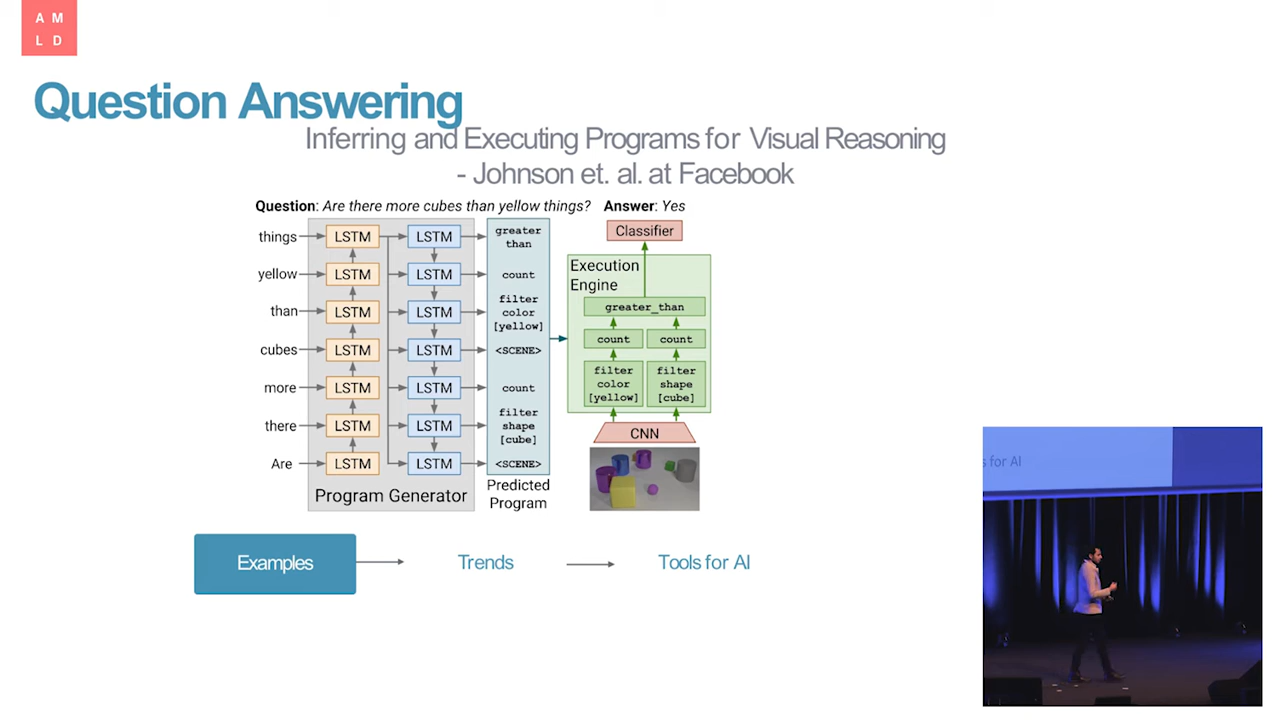 A M
L D
Question Answering
Inferring and Executing Programs for Visual Reasoning
- Johnson et. al. at Facebook
Question: Are there more cubes than yellow things? Answer: Yes
things
yellow
than
cubes
more
there
Are
LSTM
LSTM
LSTM
LSTM
LSTM
LSTM
LSTM
LSTM
LSTM
LSTM
LSTM
LSTM
LSTM
LSTM
Program Generator
greater
than
count
filter
color
[yellow]
<SCENE>
count
filter
shape
[cube]
<SCENE>
Predicted
Program
Classifier
Execution
Engine
greater_than
count
count
filter
color
[yellow]
filter
shape
[cube]
CNN
Examples
Trends
Tools for AI
s for AI